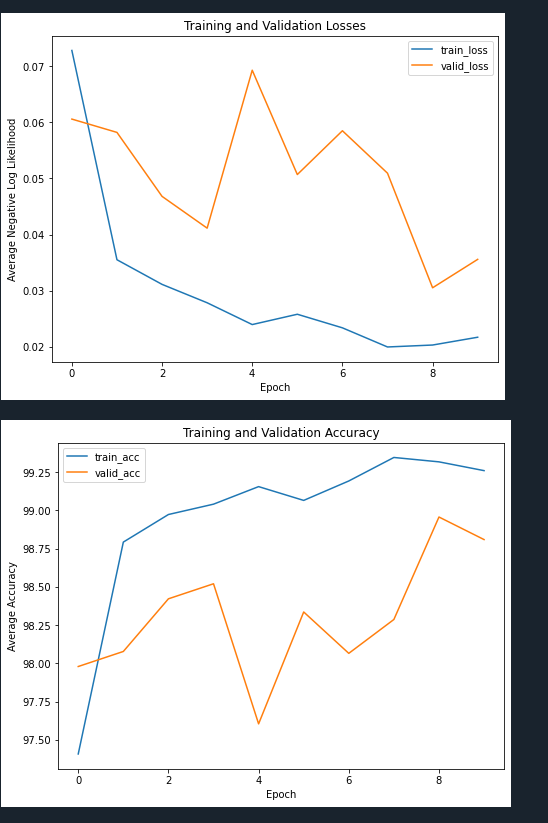 Training and Validation Losses
train_loss
valid_loss
0.07
0.06
0.05
0.04
0.03
0.02
Average Negative Log Likelihood
0 2 4 6 8
Epoch
Training and Validation Accuracy
train_acc
valid_acc
99.25
99.00
98.75
98.50
98.25
98.00
97.75
97.50
Average Accuracy
0 2 4 6 8
Epoch